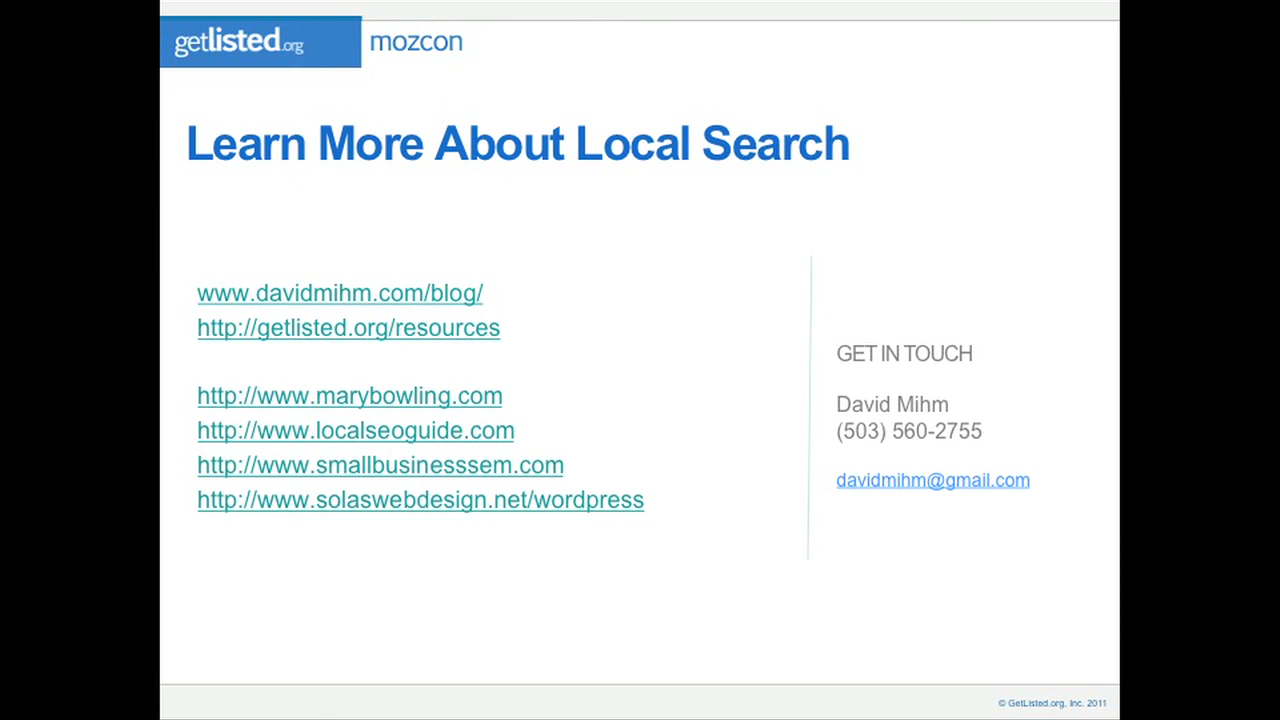 getlisted.org mozcon
Learn More About Local Search
www.davidmihm.com/blog/
http://getlisted.org/resources
http://www.marybowling.com
http://www.localseoguide.com
http://www.smallbusinesssem.com
http://www.solaswebdesign.net/wordpress
GET IN TOUCH
David Mihm
(503) 560-2755
davidmihm@gmail.com
© GetListed.org, Inc. 2011